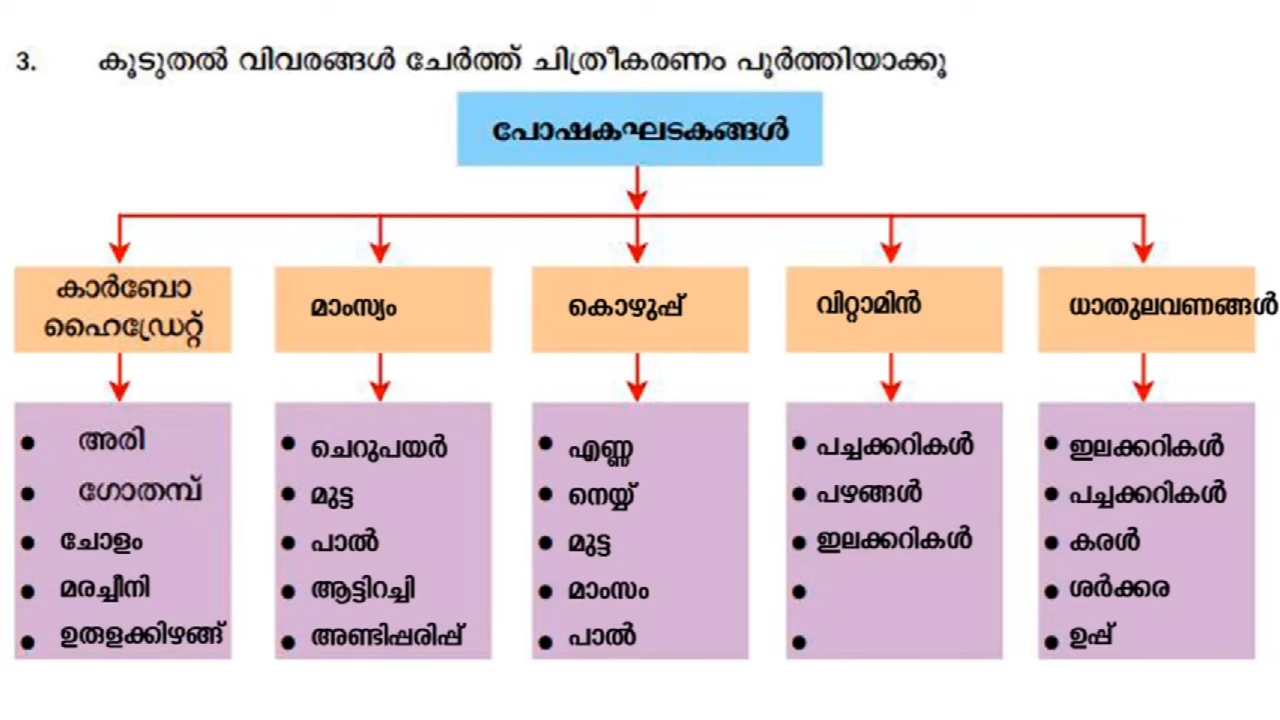 3. കൂടുതൽ വിവരങ്ങൾ ചേർത്ത് ചിത്രീകരണം പൂർത്തിയാക്കൂ
പോഷകഘടകങ്ങൾ
കാർബോ
ഹൈഡ്രേറ്റ്
• അരി
• ഗോതമ്പ്
• ചോളം
• മരച്ചീനി
• ഉരുളക്കിഴങ്ങ്
മാംസ്യം
• ചെറുപയർ
• മുട്ട
• പാൽ
• ആട്ടിറച്ചി
• അണ്ടിപ്പരിപ്പ്
കൊഴുപ്പ്
• എണ്ണ
• നെയ്യ്
• മുട്ട
• മാംസം
• പാൽ
വിറ്റാമിൻ
• പച്ചക്കറികൾ
• പഴങ്ങൾ
• ഇലക്കറികൾ
•
•
ധാതുലവണങ്ങൾ
• ഇലക്കറികൾ
• പച്ചക്കറികൾ
• കരൾ
• ശർക്കര
• ഉപ്പ്